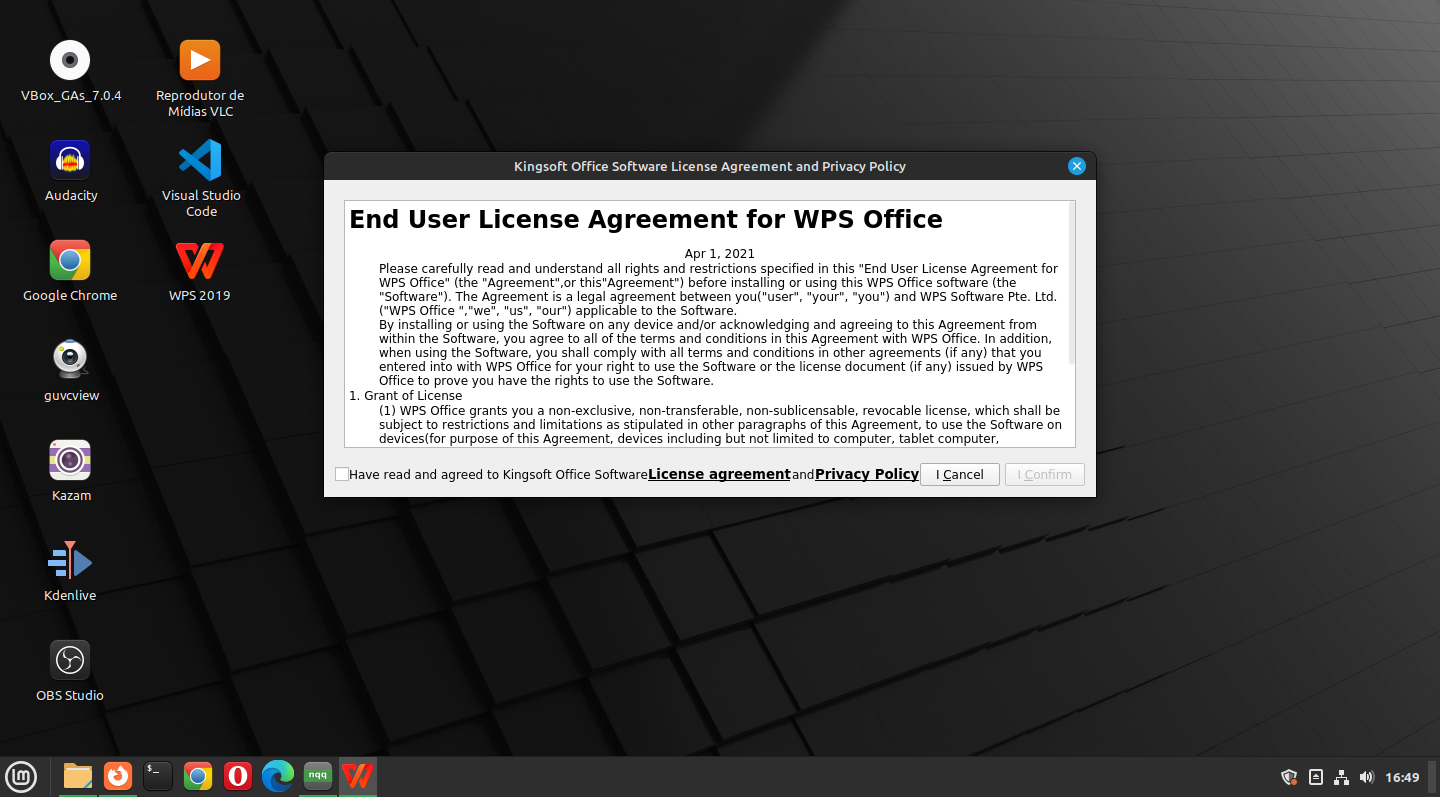 VBox_GAs_7.0.4
Reprodutor de
Mídias VLC
Audacity
Visual Studio
Code
Google Chrome
WPS 2019
guvcview
Kazam
Kdenlive
OBS Studio
Kingsoft Office Software License Agreement and Privacy Policy
End User License Agreement for WPS Office
Apr 1, 2021
Please carefully read and understand all rights and restrictions specified in this "End User License Agreement for
WPS Office" (the "Agreement",or this"Agreement") before installing or using this WPS Office software (the
"Software"). The Agreement is a legal agreement between you("user", "your", "you") and WPS Software Pte. Ltd.
("WPS Office ","we", "us", "our") applicable to the Software.
By installing or using the Software on any device and/or acknowledging and agreeing to this Agreement from
within the Software, you agree to all of the terms and conditions in this Agreement with WPS Office. In addition,
when using the Software, you shall comply with all terms and conditions in other agreements (if any) that you
entered into with WPS Office for your right to use the Software or the license document (if any) issued by WPS
Office to prove you have the rights to use the Software.
1. Grant of License
(1) WPS Office grants you a non-exclusive, non-transferable, non-sublicensable, revocable license, which shall be
subject to restrictions and limitations as stipulated in other paragraphs of this Agreement, to use the Software on
devices(for purpose of this Agreement, devices including but not limited to computer, tablet computer,
Have read and agreed to Kingsoft Office Software License agreement and Privacy Policy I Cancel I Confirm
lm $_ nqq 16:49